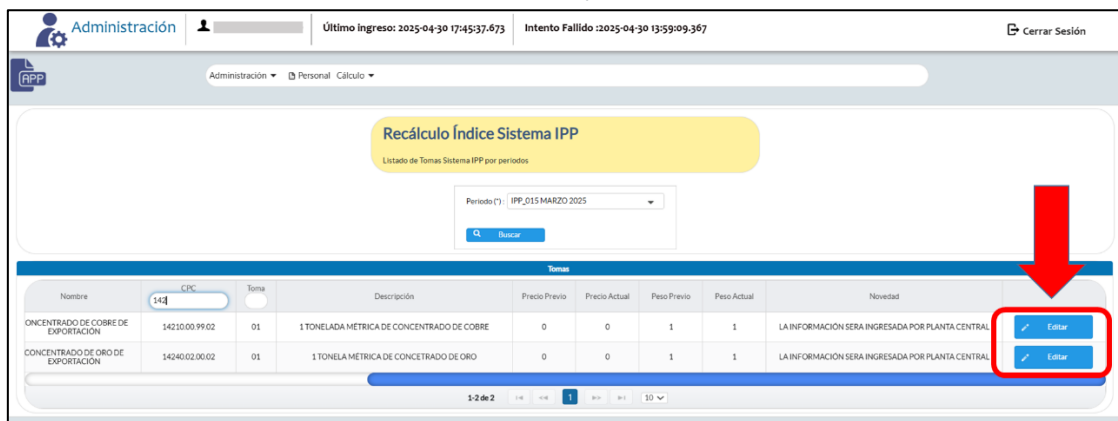 Administración Último ingreso: 2025-04-30 17:45:37.673 Intento Fallido :2025-04-30 13:59:09.367 Cerrar Sesión
APP Administración Personal Cálculo
Recálculo Índice Sistema IPP
Listado de Tomas Sistema IPP por periodos
Periodo (*) : IPP_015 MARZO 2025
Buscar
Tomas
Nombre CPC Toma Descripción Precio Previo Precio Actual Peso Previo Peso Actual Novedad
142
ONCENTRADO DE COBRE DE EXPORTACIÓN 14210.00.99.02 01 1 TONELADA MÉTRICA DE CONCENTRADO DE COBRE 0 0 1 1 LA INFORMACIÓN SERA INGRESADA POR PLANTA CENTRAL Editar
CONCENTRADO DE ORO DE EXPORTACIÓN 14240.02.00.02 01 1 TONELA MÉTRICA DE CONCETRADO DE ORO 0 0 1 1 LA INFORMACIÓN SERA INGRESADA POR PLANTA CENTRAL Editar
1-2 de 2 1 10